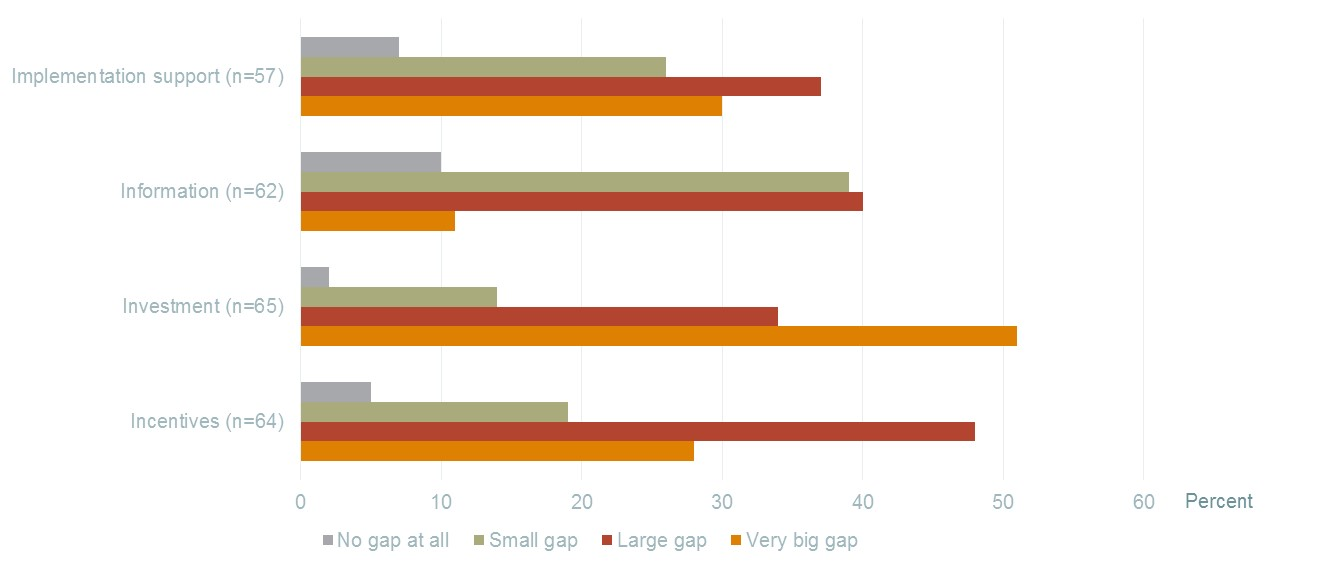 Implementation support (n=57)
Information (n=62)
Investment (n=65)
Incentives (n=64)
0 10 20 30 40 50 60 Percent
No gap at all Small gap Large gap Very big gap